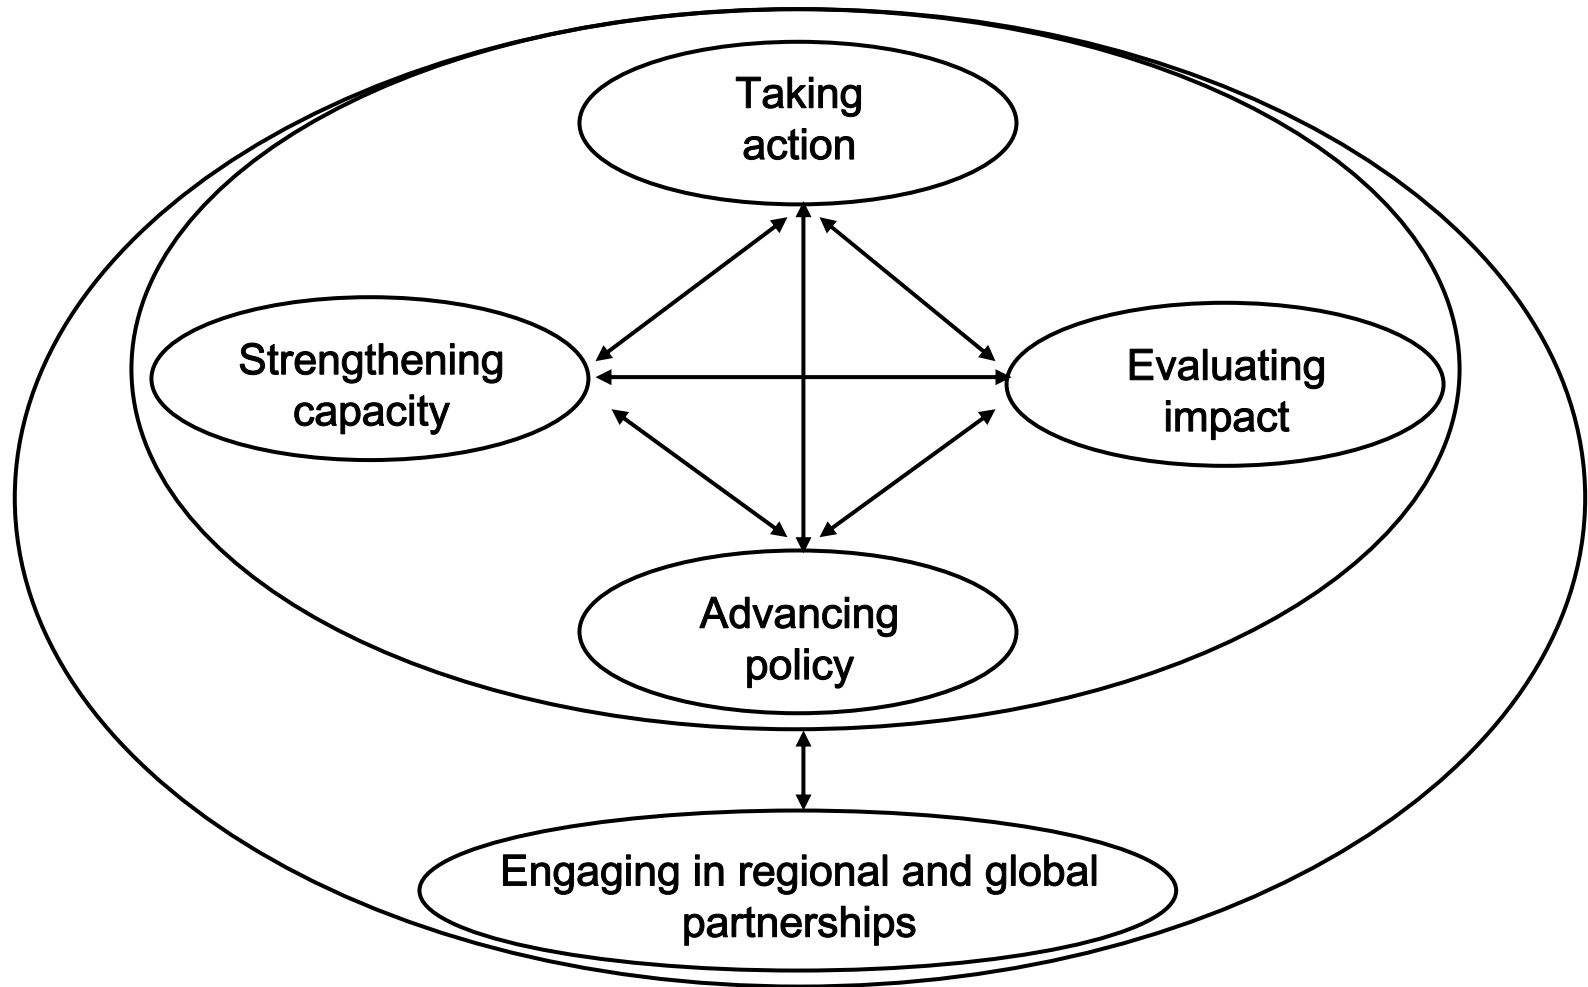 Taking
action
Strengthening
capacity
Evaluating
impact
Advancing
policy
Engaging in regional and global
partnerships